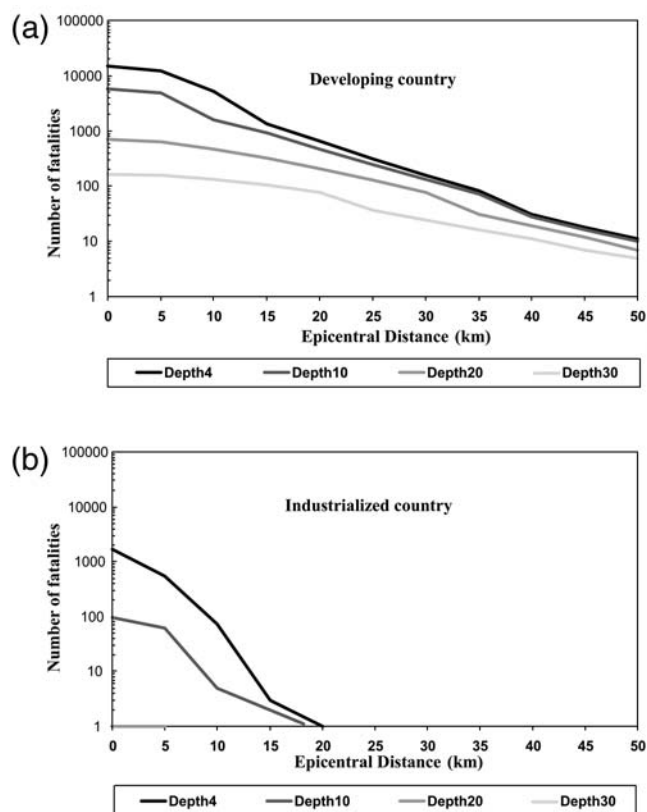 (a)
100000
10000
1000
100
10
1
Number of fatalities
Developing country
0 5 10 15 20 25 30 35 40 45 50
Epicentral Distance (km)
Depth4 Depth10 Depth20 Depth30
(b)
100000
10000
1000
100
10
1
Number of fatalities
Industrialized country
0 5 10 15 20 25 30 35 40 45 50
Epicentral Distance (km)
Depth4 Depth10 Depth20 Depth30